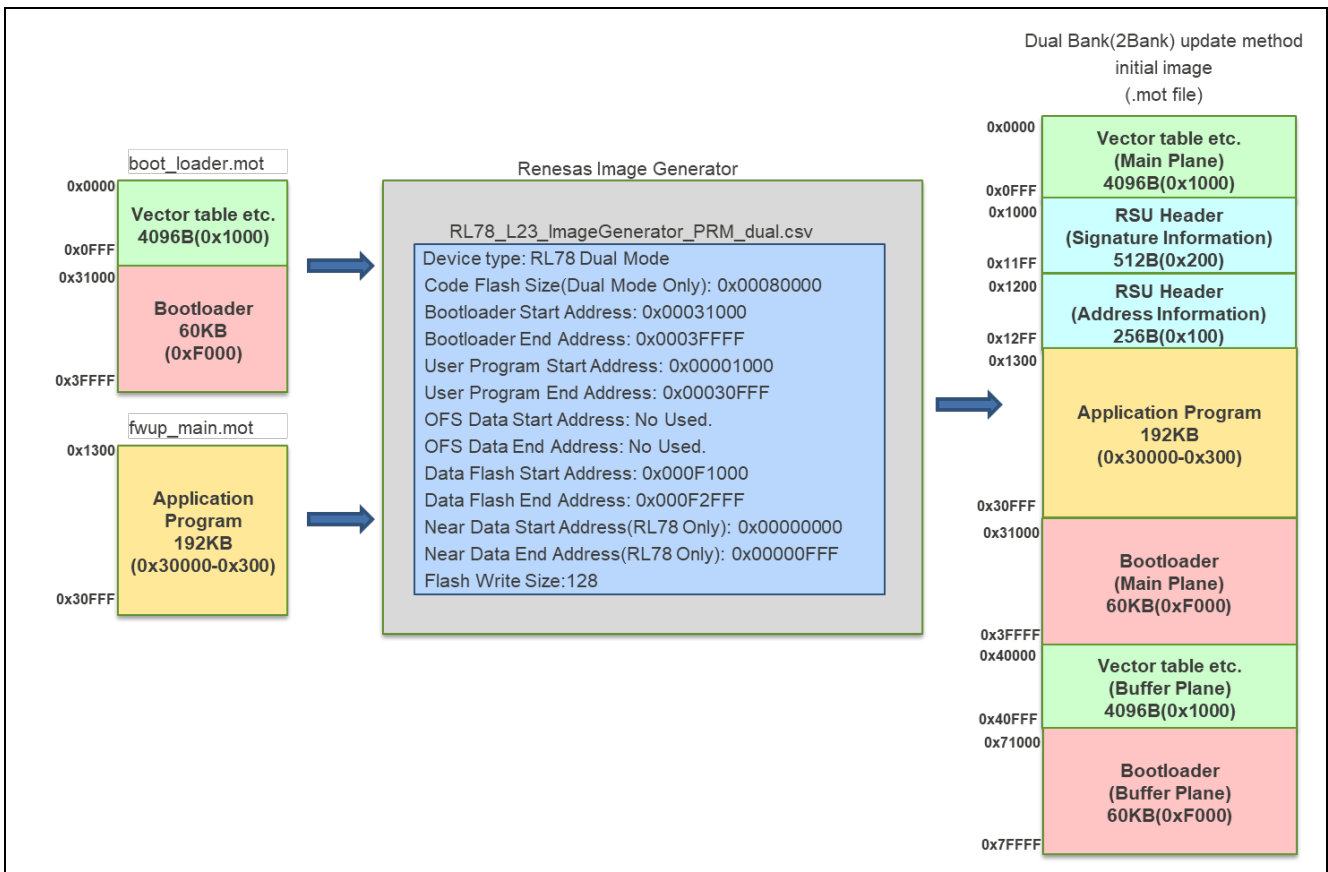 boot_loader.mot
0x0000
Vector table etc.
4096B(0x1000)
0x0FFF
0x31000
Bootloader
60KB
(0xF000)
0x3FFFF
fwup_main.mot
0x1300
Application
Program
192KB
(0x30000-0x300)
0x30FFF
Renesas Image Generator
RL78_L23_ImageGenerator_PRM_dual.csv
Device type: RL78 Dual Mode
Code Flash Size(Dual Mode Only): 0x00080000
Bootloader Start Address: 0x00031000
Bootloader End Address: 0x0003FFFF
User Program Start Address: 0x00001000
User Program End Address: 0x00030FFF
OFS Data Start Address: No Used.
OFS Data End Address: No Used.
Data Flash Start Address: 0x000F1000
Data Flash End Address: 0x000F2FFF
Near Data Start Address(RL78 Only): 0x00000000
Near Data End Address(RL78 Only): 0x00000FFF
Flash Write Size:128
Dual Bank(2Bank) update method
initial image
(.mot file)
0x0000
Vector table etc.
(Main Plane)
4096B(0x1000)
0x0FFF
0x1000
RSU Header
(Signature Information)
512B(0x200)
0x11FF
0x1200
RSU Header
(Address Information)
256B(0x100)
0x12FF
0x1300
Application Program
192KB
(0x30000-0x300)
0x30FFF
0x31000
Bootloader
(Main Plane)
60KB(0xF000)
0x3FFFF
0x40000
Vector table etc.
(Buffer Plane)
4096B(0x1000)
0x40FFF
0x71000
Bootloader
(Buffer Plane)
60KB(0xF000)
0x7FFFF